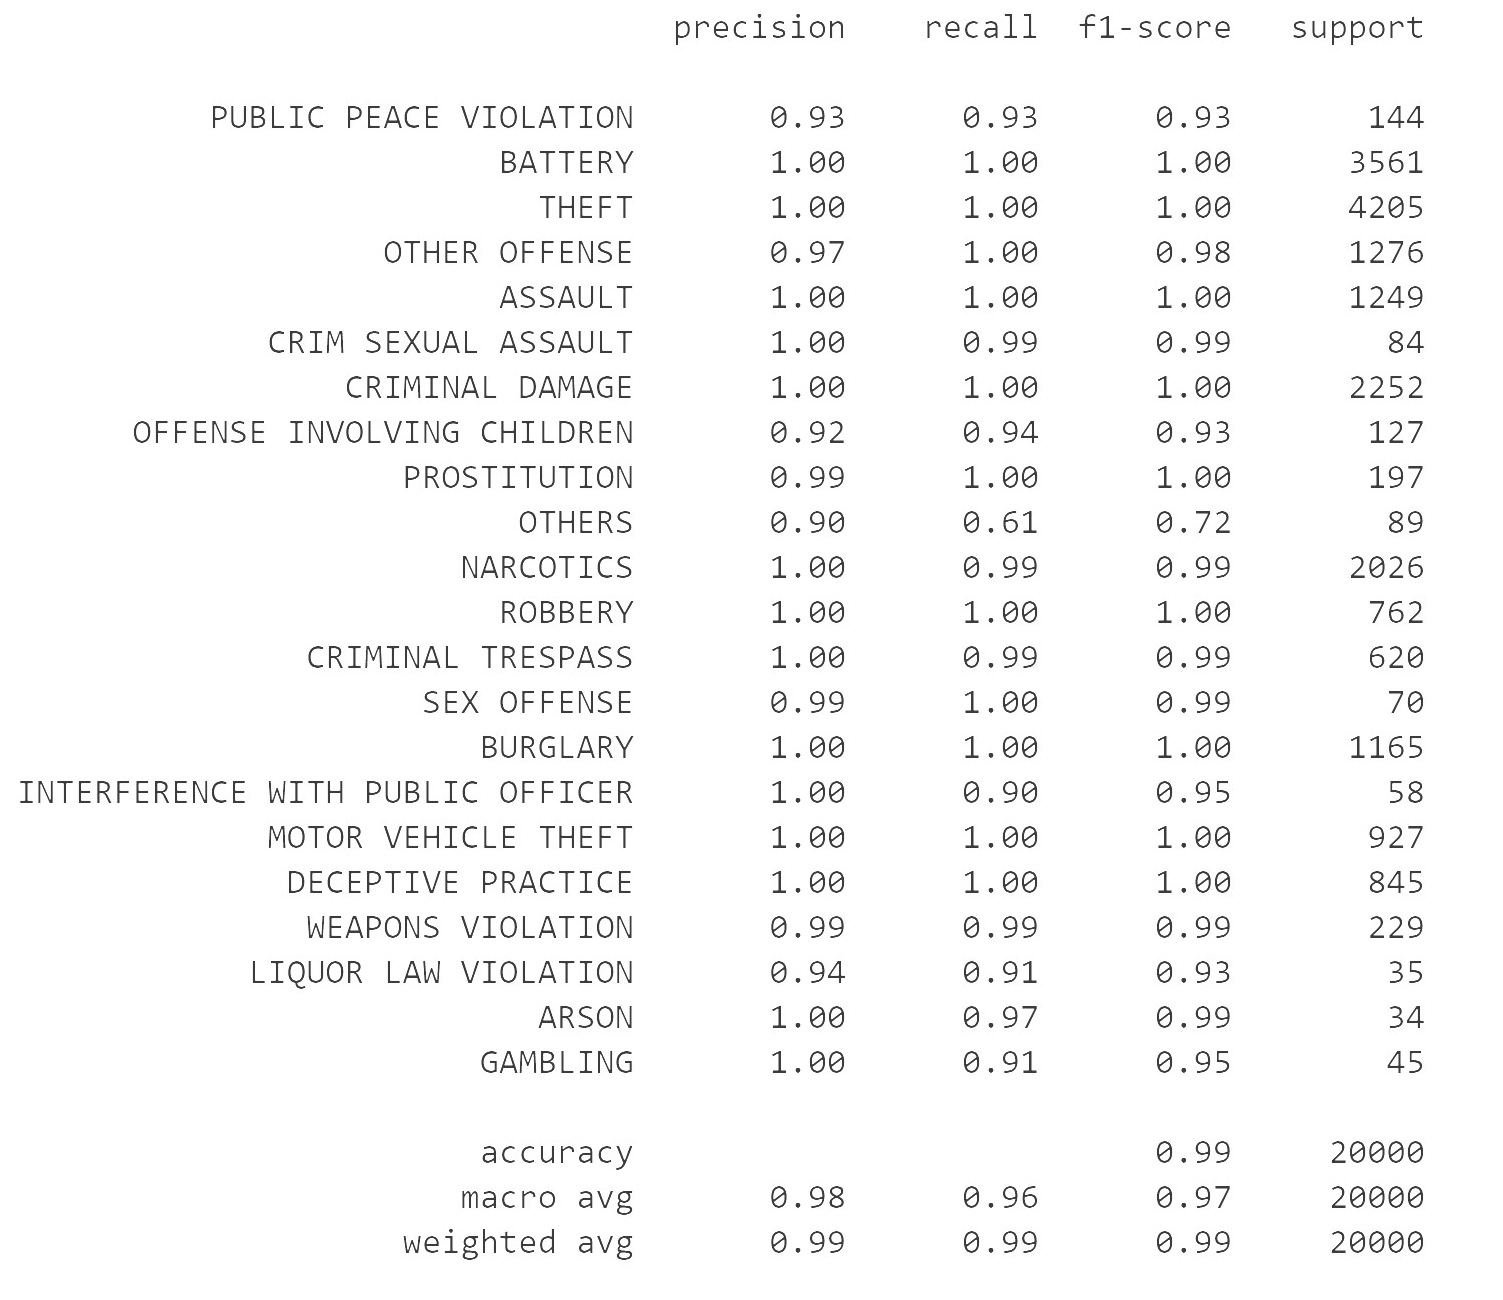 precision recall f1-score support
PUBLIC PEACE VIOLATION 0.93 0.93 0.93 144
BATTERY 1.00 1.00 1.00 3561
THEFT 1.00 1.00 1.00 4205
OTHER OFFENSE 0.97 1.00 0.98 1276
ASSAULT 1.00 1.00 1.00 1249
CRIM SEXUAL ASSAULT 1.00 0.99 0.99 84
CRIMINAL DAMAGE 1.00 1.00 1.00 2252
OFFENSE INVOLVING CHILDREN 0.92 0.94 0.93 127
PROSTITUTION 0.99 1.00 1.00 197
OTHERS 0.90 0.61 0.72 89
NARCOTICS 1.00 0.99 0.99 2026
ROBBERY 1.00 1.00 1.00 762
CRIMINAL TRESPASS 1.00 0.99 0.99 620
SEX OFFENSE 0.99 1.00 0.99 70
BURGLARY 1.00 1.00 1.00 1165
INTERFERENCE WITH PUBLIC OFFICER 1.00 0.90 0.95 58
MOTOR VEHICLE THEFT 1.00 1.00 1.00 927
DECEPTIVE PRACTICE 1.00 1.00 1.00 845
WEAPONS VIOLATION 0.99 0.99 0.99 229
LIQUOR LAW VIOLATION 0.94 0.91 0.93 35
ARSON 1.00 0.97 0.99 34
GAMBLING 1.00 0.91 0.95 45
accuracy 0.99 20000
macro avg 0.98 0.96 0.97 20000
weighted avg 0.99 0.99 0.99 20000